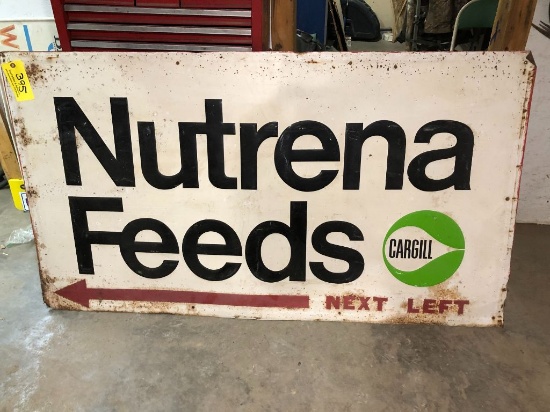 395
Nutrena
Feeds
CARGILL
NEXT LEFT